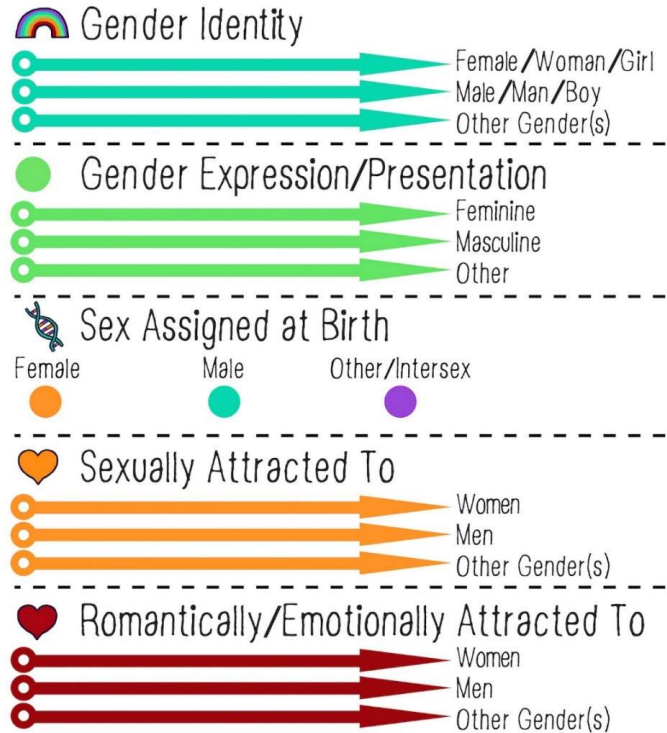 Gender Identity
Female/Woman/Girl
Male/Man/Boy
Other Gender(s)
Gender Expression/Presentation
Feminine
Masculine
Other
Sex Assigned at Birth
Female Male Other/Intersex
Sexually Attracted To
Women
Men
Other Gender(s)
Romantically/Emotionally Attracted To
Women
Men
Other Gender(s)